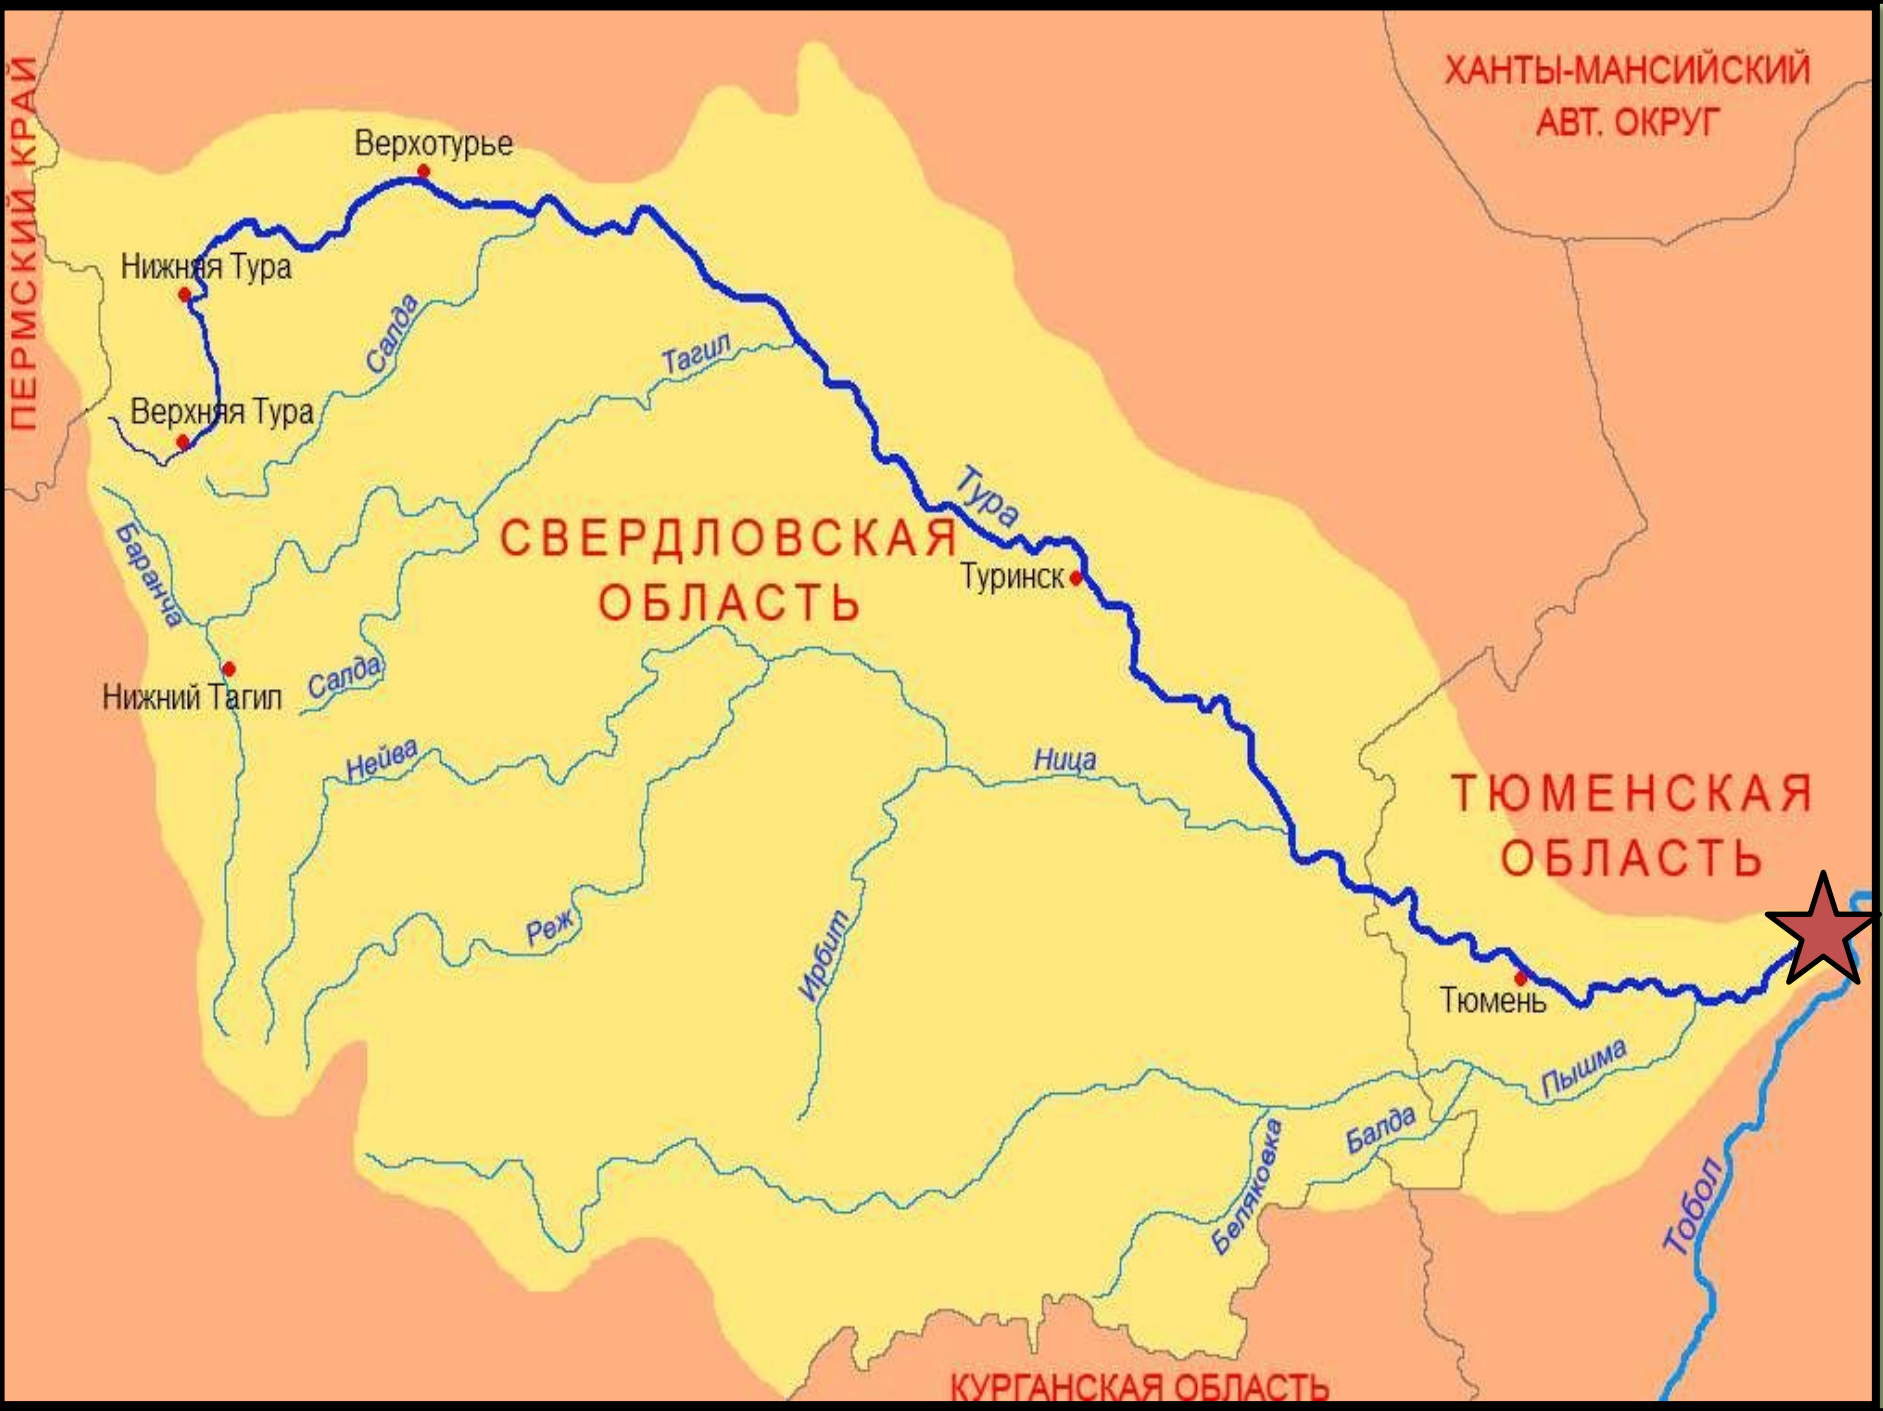 ПЕРМСКИЙ КРАЙ
ХАНТЫ-МАНСИЙСКИЙ
АВТ. ОКРУГ
Верхотурье
Нижняя Тура
Салда
Тагил
Верхняя Тура
Тура
СВЕРДЛОВСКАЯ
ОБЛАСТЬ
Баранча
Туринск
Салда
Нижний Тагил
Нейва
Ница
ТЮМЕНСКАЯ
ОБЛАСТЬ
Реж
Ирбит
Тюмень
Пышма
Балда
Беляковка
Тобол
КУРГАНСКАЯ ОБЛАСТЬ